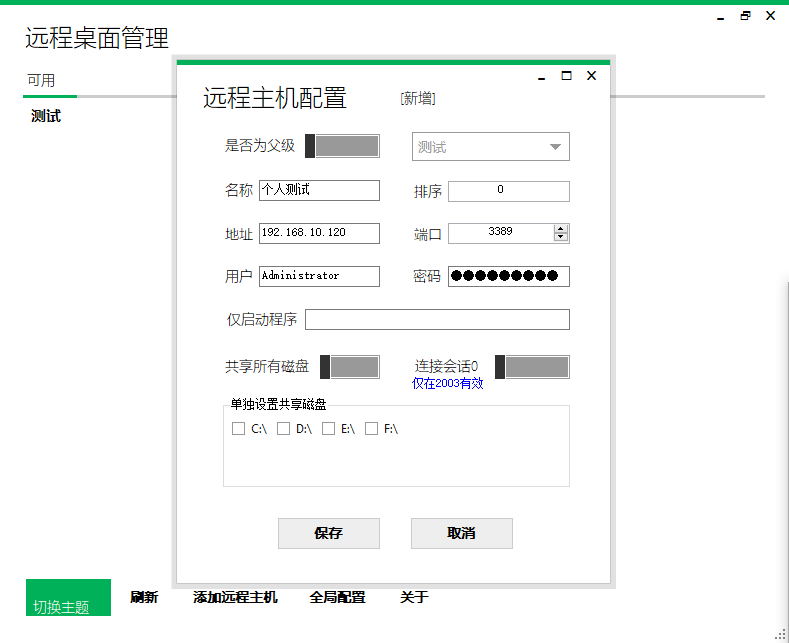 远程桌面管理
可用
测试
远程主机配置 [新增]
是否为父级 测试
名称 个人测试 排序 0
地址 192.168.10.120 端口 3389
用户 Administrator 密码 ●●●●●●●●●
仅启动程序
共享所有磁盘 连接会话0
仅在2003有效
单独设置共享磁盘
C:\ D:\ E:\ F:\
保存 取消
切换主题 刷新 添加远程主机 全局配置 关于